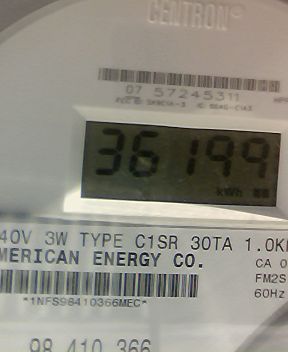 CENTRON®
07 57245311
36199
kWh
40V 3W TYPE C1SR 30TA 1.0K
MERICAN ENERGY CO.
CA 0
FM2S
60Hz
*1NFS98410366MEC*
98 410 366